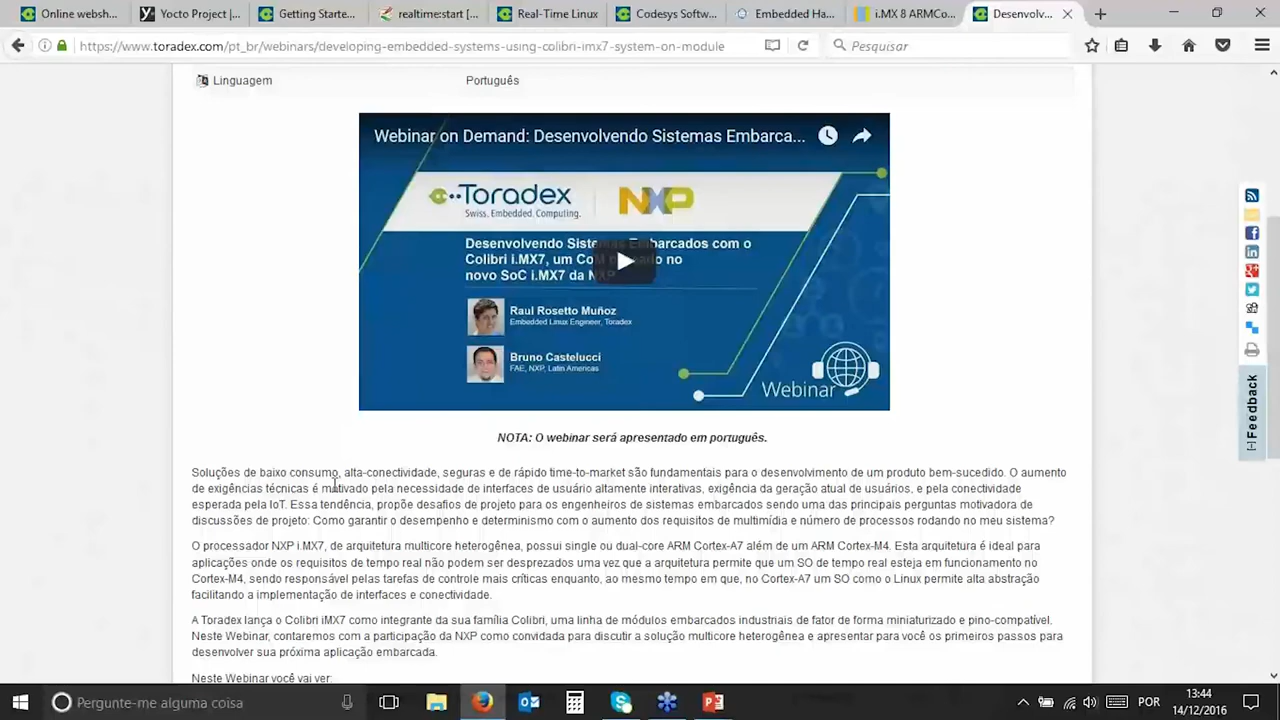 Online websh...
Yocto Project |...
Getting Starte...
realtime:start [...
Real-Time Linux
Codesys Softw...
Embedded Ha...
i.MX 8 ARMCo...
Desenvolv...
https://www.toradex.com/pt_br/webinars/developing-embedded-systems-using-colibri-imx7-system-on-module
Pesquisar
Linguagem Português
Webinar on Demand: Desenvolvendo Sistemas Embarca...
Toradex NXP
Swiss. Embedded. Computing.
Desenvolvendo Sistemas Embarcados com o
Colibri i.MX7, um CoM no
novo SoC i.MX7 da NXP
Raul Rosetto Muñoz
Embedded Linux Engineer, Toradex
Bruno Castelucci
FAE, NXP, Latin Americas
Webinar
NOTA: O webinar será apresentado em português.
Soluções de baixo consumo, alta-conectividade, seguras e de rápido time-to-market são fundamentais para o desenvolvimento de um produto bem-sucedido. O aumento
de exigências técnicas é motivado pela necessidade de interfaces de usuário altamente interativas, exigência da geração atual de usuários, e pela conectividade
esperada pela IoT. Essa tendência, propõe desafios de projeto para os engenheiros de sistemas embarcados sendo uma das principais perguntas motivadora de
discussões de projeto: Como garantir o desempenho e determinismo com o aumento dos requisitos de multimídia e número de processos rodando no meu sistema?
O processador NXP i.MX7, de arquitetura multicore heterogênea, possui single ou dual-core ARM Cortex-A7 além de um ARM Cortex-M4. Esta arquitetura é ideal para
aplicações onde os requisitos de tempo real não podem ser desprezados uma vez que a arquitetura permite que um SO de tempo real esteja em funcionamento no
Cortex-M4, sendo responsável pelas tarefas de controle mais críticas enquanto, ao mesmo tempo em que, no Cortex-A7 um SO como o Linux permite alta abstração
facilitando a implementação de interfaces e conectividade.
A Toradex lança o Colibri iMX7 como integrante da sua família Colibri, uma linha de módulos embarcados industriais de fator de forma miniaturizado e pino-compatível.
Neste Webinar, contaremos com a participação da NXP como convidada para discutir a solução multicore heterogênea e apresentar para você os primeiros passos para
desenvolver sua próxima aplicação embarcada.
Neste Webinar você vai ver:
Feedback
Pergunte-me alguma coisa
POR
13:44
14/12/2016